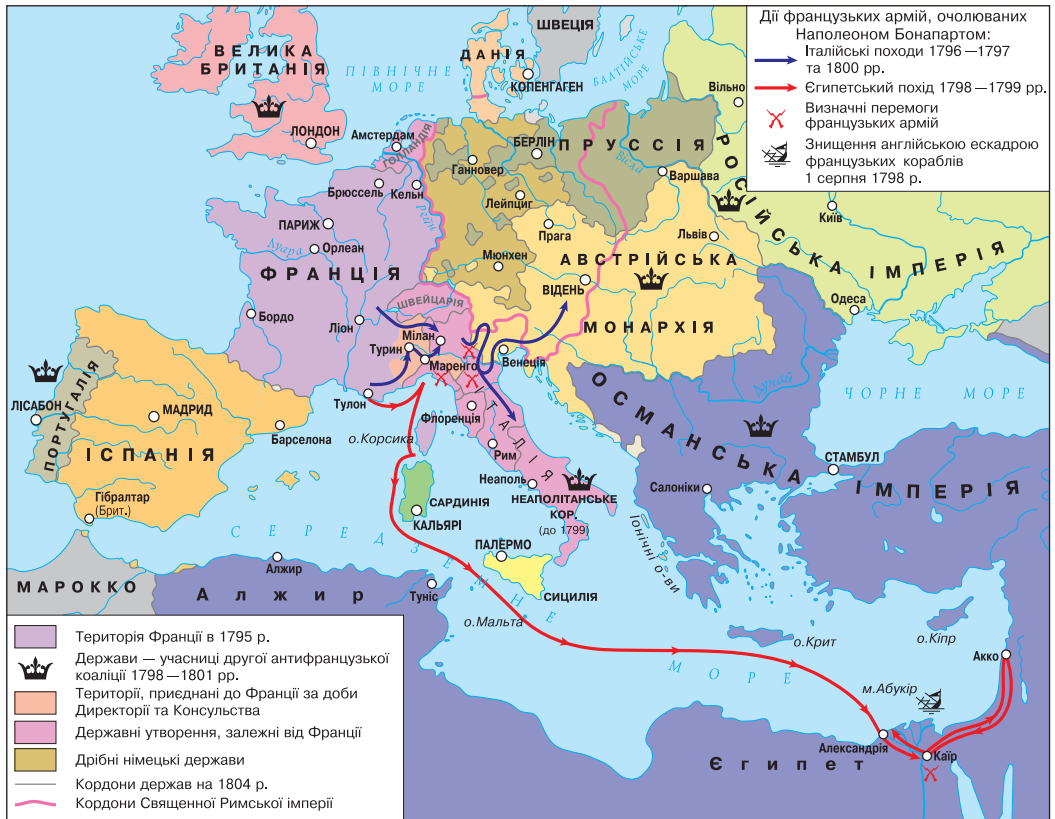 Дії французьких армій, очолюваних
Наполеоном Бонапартом:
Італійські походи 1796—1797
та 1800 рр.
Єгипетський похід 1798—1799 рр.
Визначні перемоги
французьких армій
Знищення англійською ескадрою
французьких кораблів
1 серпня 1798 р.
ШВЕЦІЯ
ВЕЛИКА
БРИТАНІЯ
ПІВНІЧНЕ
МОРЕ
ДАНІЯ
КОПЕНГАГЕН
БАЛТІЙСЬКЕ
МОРЕ
Вільно
ЛОНДОН
Амстердам
ГОЛЛАНДІЯ
Ганновер
БЕРЛІН
ПРУССІЯ
Вісла
Варшава
РОСІЙСЬКА ІМПЕРІЯ
Київ
Брюссель
Кельн
Рейн
Лейпциг
ПАРИЖ
Орлеан
Луара
Прага
Львів
ФРАНЦІЯ
Мюнхен
АВСТРІЙСЬКА
МОНАРХІЯ
ВІДЕНЬ
Одеса
ШВЕЙЦАРІЯ
Бордо
Ліон
Мілан
Турин
Маренго
Венеція
Дунай
ЧОРНЕ МОРЕ
ПОРТУГАЛІЯ
ЛІСАБОН
МАДРИД
ІСПАНІЯ
Барселона
Тулон
о.Корсика
Флоренція
ІТАЛІЯ
Рим
Неаполь
НЕАПОЛІТАНСЬКЕ
КОР.
(до 1799)
ОСМАНСЬКА ІМПЕРІЯ
СТАМБУЛ
Салоніки
Гібралтар
(Брит.)
САРДИНІЯ
КАЛЬЯРІ
ПАЛЕРМО
СИЦИЛІЯ
Іонічні о-ви
СЕРЕДЗЕМНЕ
МОРЕ
МАРОККО
Алжир
Алжир
Туніс
о.Мальта
о.Крит
о.Кіпр
Акко
м.Абукір
Александрія
Каїр
Єгипет
Територія Франції в 1795 р.
Держави — учасниці другої антифранцузької
коаліції 1798—1801 рр.
Території, приєднані до Франції за доби
Директорії та Консульства
Державні утворення, залежні від Франції
Дрібні німецькі держави
Кордони держав на 1804 р.
Кордони Священної Римської імперії